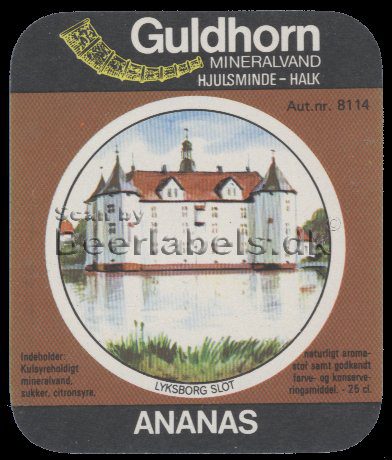 Guldhorn
MINERALVAND
HJULSMINDE - HALK
Aut.nr. 8114
Scan by
Beerlabels.dk
©
Indeholder:
Kulsyreholdigt
mineralvand,
sukker, citronsyre,
naturligt aroma-
stof samt godkendt
farve- og konserve-
ringsmiddel. - 25 cl.
LYKSBORG SLOT
ANANAS